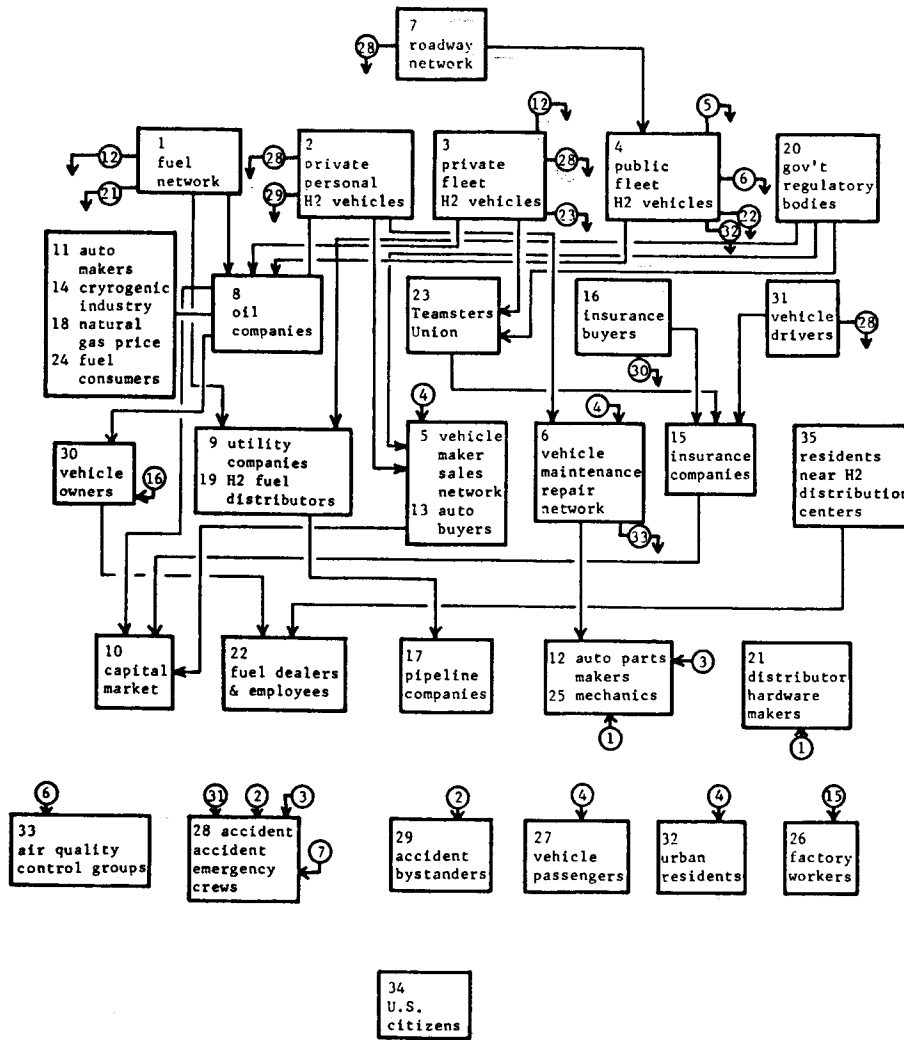 7
roadway
network
28
12
5
1
fuel
network
12
21
2
private
personal
H2 vehicles
28
29
3
private
fleet
H2 vehicles
28
23
4
public
fleet
H2 vehicles
6
22
32
20
gov't
regulatory
bodies
11 auto
makers
14 cryrogenic
industry
18 natural
gas price
24 fuel
consumers
8
oil
companies
23
Teamsters
Union
16
insurance
buyers
30
31
vehicle
drivers
28
30
vehicle
owners
16
9 utility
companies
19 H2 fuel
distributors
4
5 vehicle
maker
sales
network
13 auto
buyers
4
6
vehicle
maintenance
repair
network
33
15
insurance
companies
35
residents
near H2
distribution
centers
10
capital
market
22
fuel dealers
& employees
17
pipeline
companies
12 auto parts
makers
25 mechanics
3
1
21
distributor
hardware
makers
1
6
33
air quality
control groups
31
2
3
28 accident
accident
emergency
crews
7
2
29
accident
bystanders
4
27
vehicle
passengers
4
32
urban
residents
15
26
factory
workers
34
U.S.
citizens